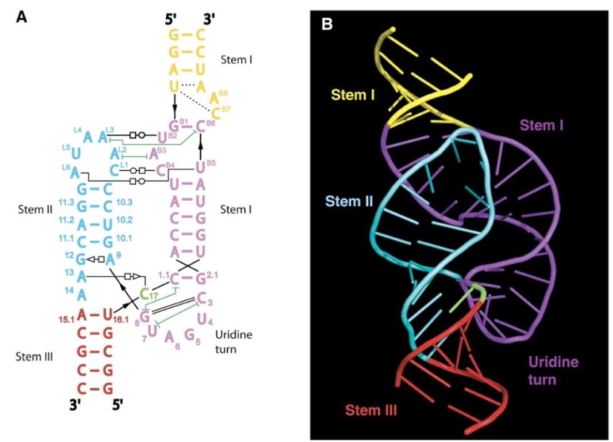 A
5' 3'
G C
G C
Stem I
A U
U A
A B8
C B7
G B1 C B6
L4 A A L3 U B2
U A L2 A B3
L6 A C L1 C B4 U B5
G G U A
11.3 G C 10.3 A U
Stem II Stem I
11.2 A U 10.2 C G
11.1 C G 10.1 C G
12 G A 9 A U
13 A 1.1 C G 2.1
14 A C 17 C 3
15.1 A U 16.1 G 8 U 4
7 U A 6 G 5
Uridine
turn
C G
Stem III
G C
C G
C G
3' 5'
B
Stem I
Stem I
Stem II
Uridine
turn
Stem III